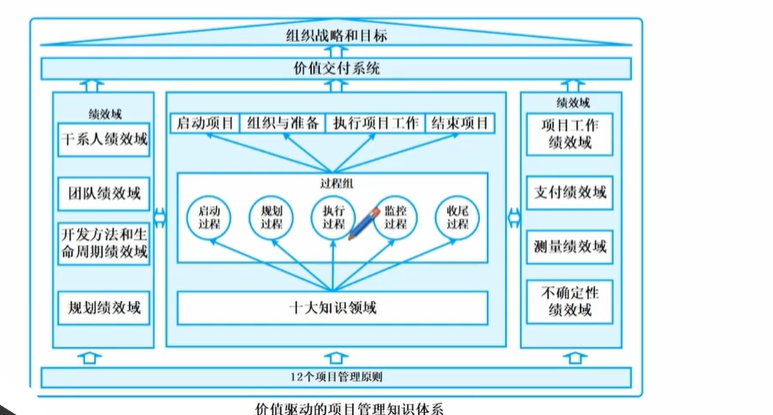 组织战略和目标
价值交付系统
绩效域
干系人绩效域
团队绩效域
开发方法和生
命周期绩效域
规划绩效域
启动项目
组织与准备
执行项目工作
结束项目
过程组
启动
过程
规划
过程
执行
过程
监控
过程
收尾
过程
十大知识领域
绩效域
项目工作
绩效域
支付绩效域
测量绩效域
不确定性
绩效域
12个项目管理原则
价值驱动的项目管理知识体系